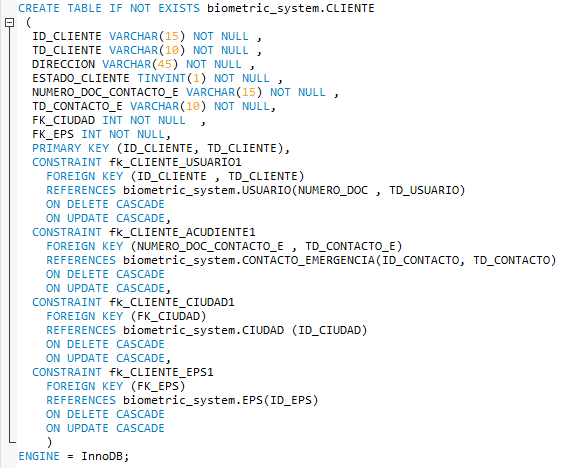 CREATE TABLE IF NOT EXISTS biometric_system.CLIENTE
(
ID_CLIENTE VARCHAR(15) NOT NULL ,
TD_CLIENTE VARCHAR(10) NOT NULL ,
DIRECCION VARCHAR(45) NOT NULL ,
ESTADO_CLIENTE TINYINT(1) NOT NULL ,
NUMERO_DOC_CONTACTO_E VARCHAR(15) NOT NULL ,
TD_CONTACTO_E VARCHAR(10) NOT NULL,
FK_CIUDAD INT NOT NULL  ,
FK_EPS INT NOT NULL,
PRIMARY KEY (ID_CLIENTE, TD_CLIENTE),
CONSTRAINT fk_CLIENTE_USUARIO1
FOREIGN KEY (ID_CLIENTE , TD_CLIENTE)
REFERENCES biometric_system.USUARIO(NUMERO_DOC , TD_USUARIO)
ON DELETE CASCADE
ON UPDATE CASCADE,
CONSTRAINT fk_CLIENTE_ACUDIENTE1
FOREIGN KEY (NUMERO_DOC_CONTACTO_E , TD_CONTACTO_E)
REFERENCES biometric_system.CONTACTO_EMERGENCIA(ID_CONTACTO, TD_CONTACTO)
ON DELETE CASCADE
ON UPDATE CASCADE,
CONSTRAINT fk_CLIENTE_CIUDAD1
FOREIGN KEY (FK_CIUDAD)
REFERENCES biometric_system.CIUDAD (ID_CIUDAD)
ON DELETE CASCADE
ON UPDATE CASCADE,
CONSTRAINT fk_CLIENTE_EPS1
FOREIGN KEY (FK_EPS)
REFERENCES biometric_system.EPS(ID_EPS)
ON DELETE CASCADE
ON UPDATE CASCADE
)
ENGINE = InnoDB;